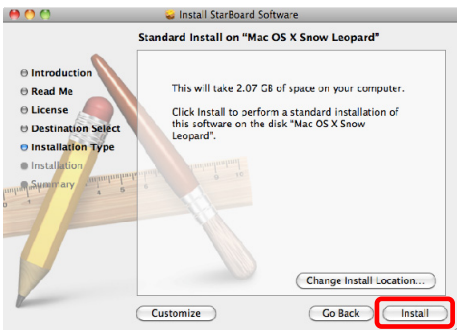 Install StarBoard Software
Standard Install on "Mac OS X Snow Leopard"
Introduction
Read Me
License
Destination Select
Installation Type
Installation
Summary
This will take 2.07 GB of space on your computer.
Click Install to perform a standard installation of
this software on the disk "Mac OS X Snow
Leopard".
Change Install Location...
Customize
Go Back
Install